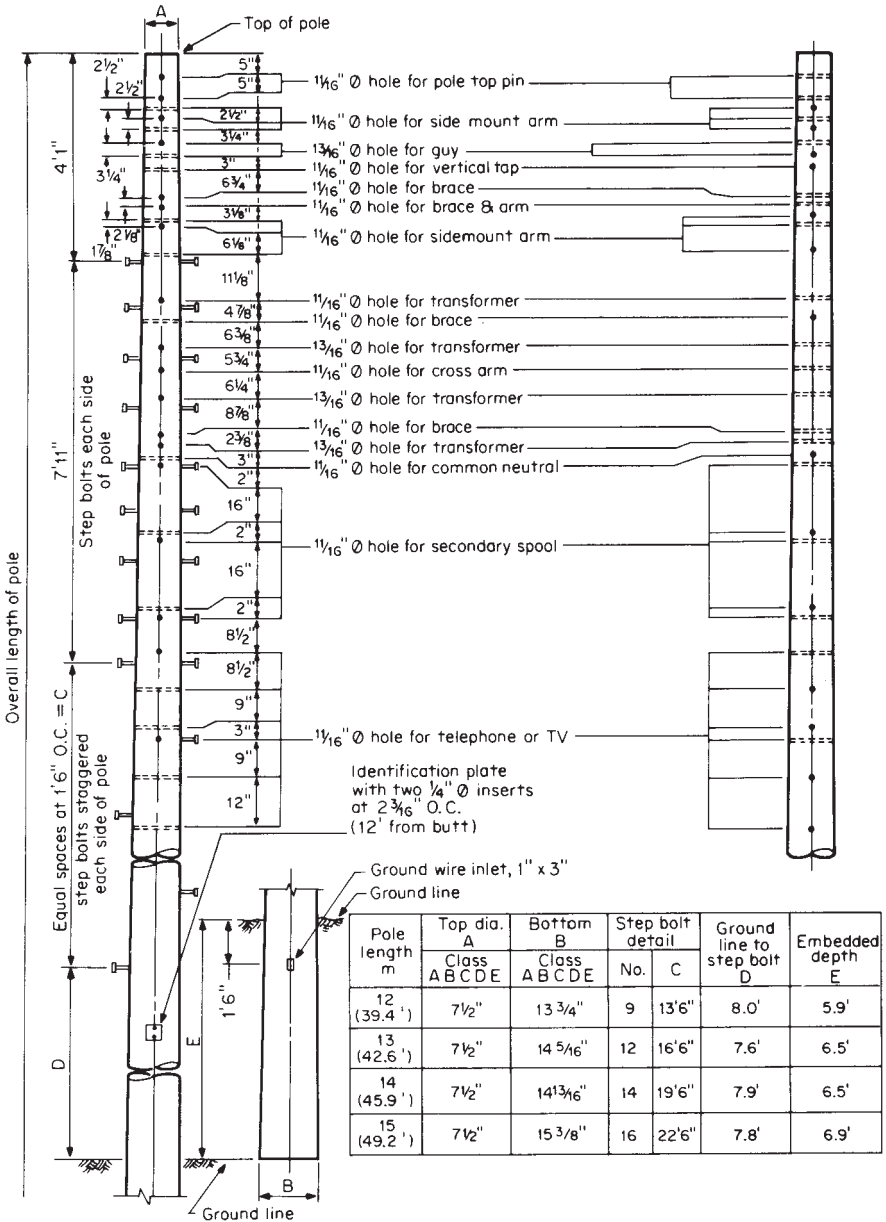 A
Top of pole
2½"
5"
5"
11/16" Ø hole for pole top pin
2½"
2½"
11/16" Ø hole for side mount arm
3¼"
13/16" Ø hole for guy
4'1"
3"
11/16" Ø hole for vertical tap
3¼"
6¾"
11/16" Ø hole for brace
11/16" Ø hole for brace & arm
3⅛"
2⅛"
11/16" Ø hole for sidemount arm
1⅞"
6⅛"
11⅛"
11/16" Ø hole for transformer
4⅞"
11/16" Ø hole for brace
6⅜"
13/16" Ø hole for transformer
5¾"
11/16" Ø hole for cross arm
6¼"
13/16" Ø hole for transformer
8⅞"
11/16" Ø hole for brace
2⅜"
13/16" Ø hole for transformer
3"
11/16" Ø hole for common neutral
2"
7'11"
Step bolts each side
of pole
16"
2"
11/16" Ø hole for secondary spool
16"
2"
8½"
8½"
Overall length of pole
9"
3"
11/16" Ø hole for telephone or TV
9"
12"
Equal spaces at 1'6" O.C. = C
step bolts staggered
each side of pole
Identification plate
with two ¼" Ø inserts
at 2 3/16" O.C.
(12' from butt)
Ground wire inlet, 1" x 3"
Ground line
1'6"
E
D
B
Ground line
Pole length m | Top dia. A Class A B C D E | Bottom B Class A B C D E | Step bolt detail No. C | Ground line to step bolt D | Embedded depth E
12 (39.4') 7½" 13 3/4" 9 13'6" 8.0' 5.9'
13 (42.6') 7½" 14 5/16" 12 16'6" 7.6' 6.5'
14 (45.9') 7½" 14 13/16" 14 19'6" 7.9' 6.5'
15 (49.2') 7½" 15 3/8" 16 22'6" 7.8' 6.9'